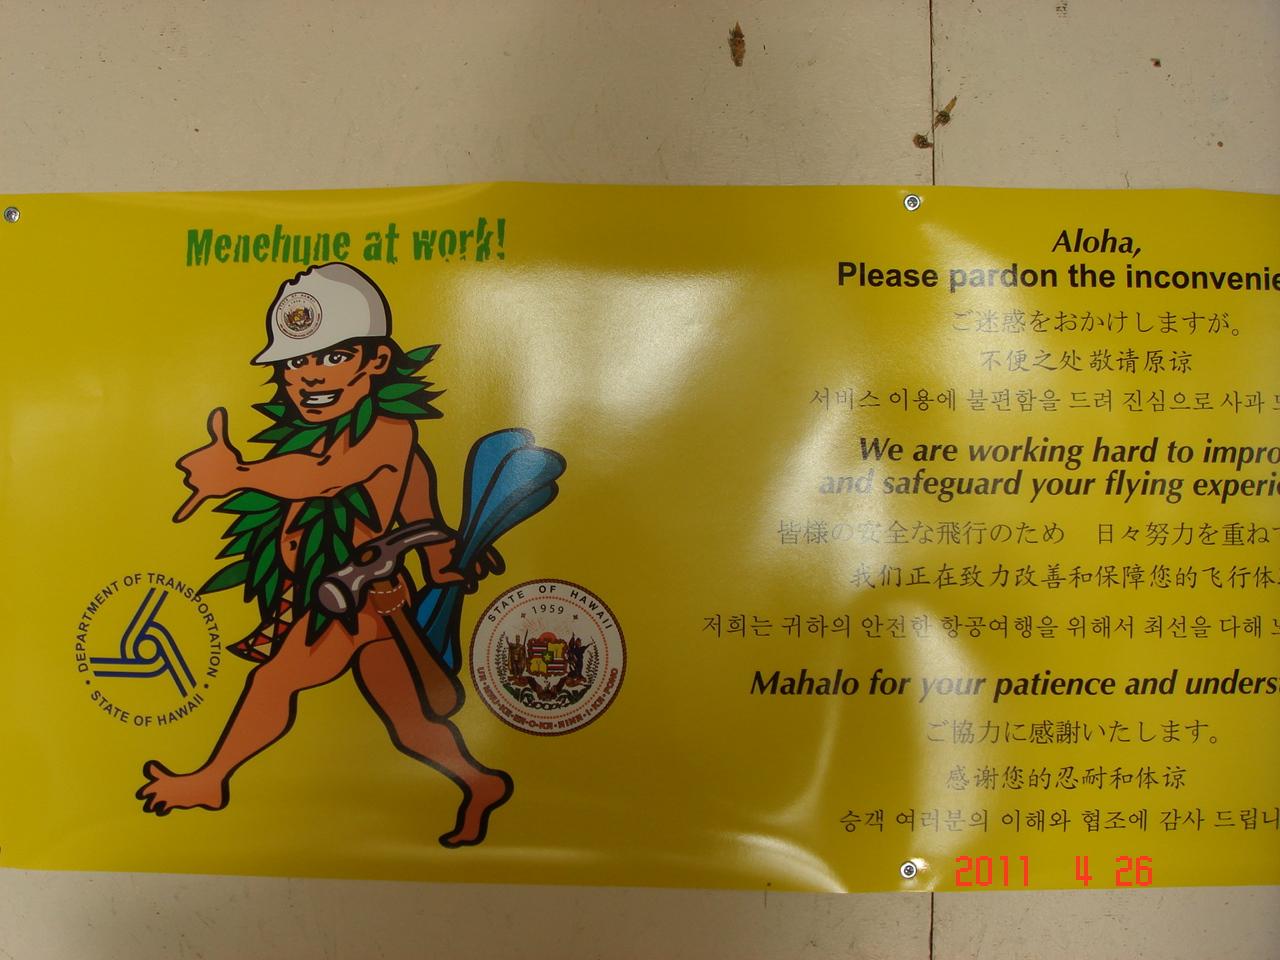 Menehune at work!
STATE OF HAWAII
DEPARTMENT OF TRANSPORTATION
STATE OF HAWAII
STATE OF HAWAII
1959
Aloha,
Please pardon the inconvenie
ご迷惑をおかけしますが。
不便之处敬请原谅
서비스 이용에 불편함을 드려 진심으로 사과
We are working hard to impro
and safeguard your flying experie
皆様の安全な飛行のため 日々努力を重ねて
我们正在致力改善和保障您的飞行体
저희는 귀하의 안전한 항공여행을 위해서 최선을 다해
Mahalo for your patience and underst
ご協力に感謝いたします。
感谢您的忍耐和体谅
승객 여러분의 이해와 협조에 감사 드립니
2011 4 26